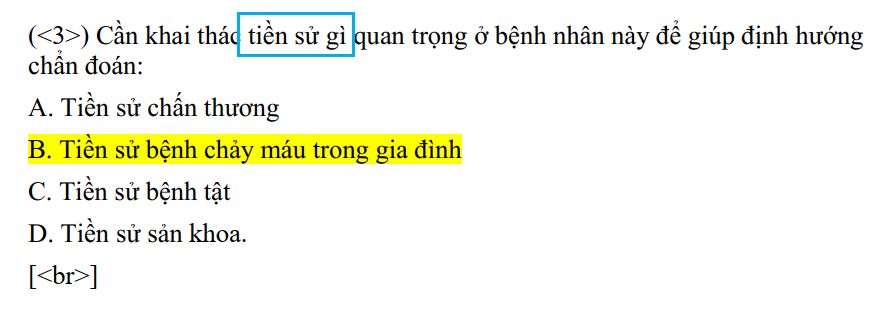 (<3>) Cần khai thác tiền sử gì quan trọng ở bệnh nhân này để giúp định hướng
chẩn đoán:
A. Tiền sử chấn thương
B. Tiền sử bệnh chảy máu trong gia đình
C. Tiền sử bệnh tật
D. Tiền sử sản khoa.
[<br>]